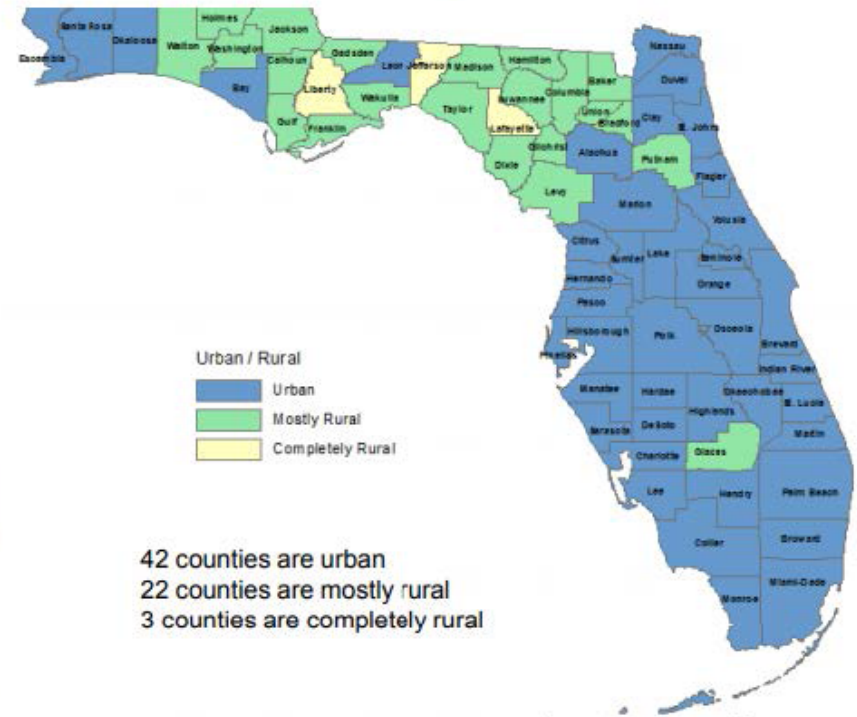 Holmes
Santa Rosa
Jackson
Okaloosa
Walton
Washington
Escambia
Calhoun
Gadsden
Leon
Jefferson
Madison
Hamilton
Nassau
Bay
Liberty
Wakulla
Taylor
Suwannee
Columbia
Baker
Duval
Gulf
Franklin
Lafayette
Union
Bradford
Clay
St. Johns
Gilchrist
Alachua
Putnam
Dixie
Levy
Flagler
Marion
Volusia
Citrus
Sumter
Lake
Seminole
Hernando
Orange
Pasco
Hillsborough
Polk
Osceola
Brevard
Pinellas
Indian River
Urban / Rural
Urban
Mostly Rural
Completely Rural
Manatee
Hardee
Okeechobee
St. Lucie
Highlands
Sarasota
DeSoto
Martin
Charlotte
Glades
Lee
Hendry
Palm Beach
Collier
Broward
Miami-Dade
Monroe
42 counties are urban
22 counties are mostly rural
3 counties are completely rural